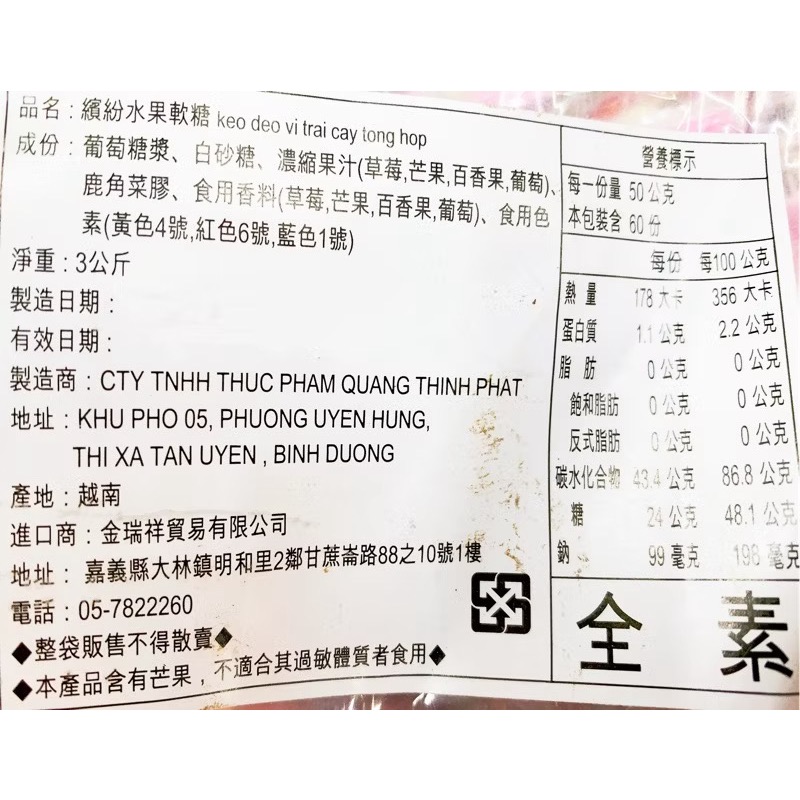 品名：繽紛水果軟糖 keo deo vi trai cay tong hop
成份：葡萄糖漿、白砂糖、濃縮果汁(草莓,芒果,百香果,葡萄)、
鹿角菜膠、食用香料(草莓,芒果,百香果,葡萄)、食用色
素(黃色4號,紅色6號,藍色1號)
淨重：3公斤
製造日期：
有效日期：
製造商：CTY TNHH THUC PHAM QUANG THINH PHAT
地址：KHU PHO 05, PHUONG UYEN HUNG,
THI XA TAN UYEN , BINH DUONG
產地：越南
進口商：金瑞祥貿易有限公司
地址： 嘉義縣大林鎮明和里2鄰甘蔗崙路88之10號1樓
電話：05-7822260
◆整袋販售不得散賣◆
◆本產品含有芒果，不適合其過敏體質者食用◆
營養標示
每一份量 50 公克
本包裝含 60 份
每份 每100 公克
熱量 178 大卡 356 大卡
蛋白質 1.1 公克 2.2 公克
脂肪 0 公克 0 公克
飽和脂肪 0 公克 0 公克
反式脂肪 0 公克 0 公克
碳水化合物 43.4 公克 86.8 公克
糖 24 公克 48.1 公克
鈉 99 毫克 198 毫克
全素